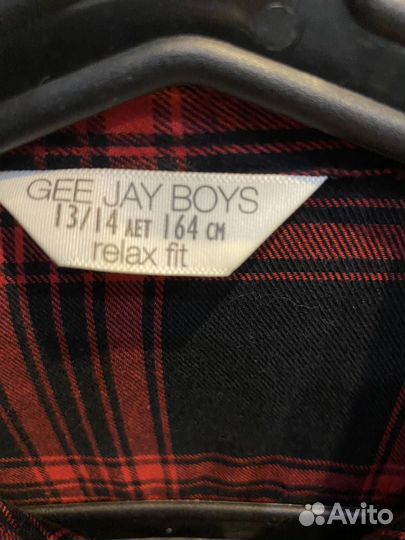 GEE JAY BOYS
13/14 ЛЕТ 164 СМ
relax fit
Avito